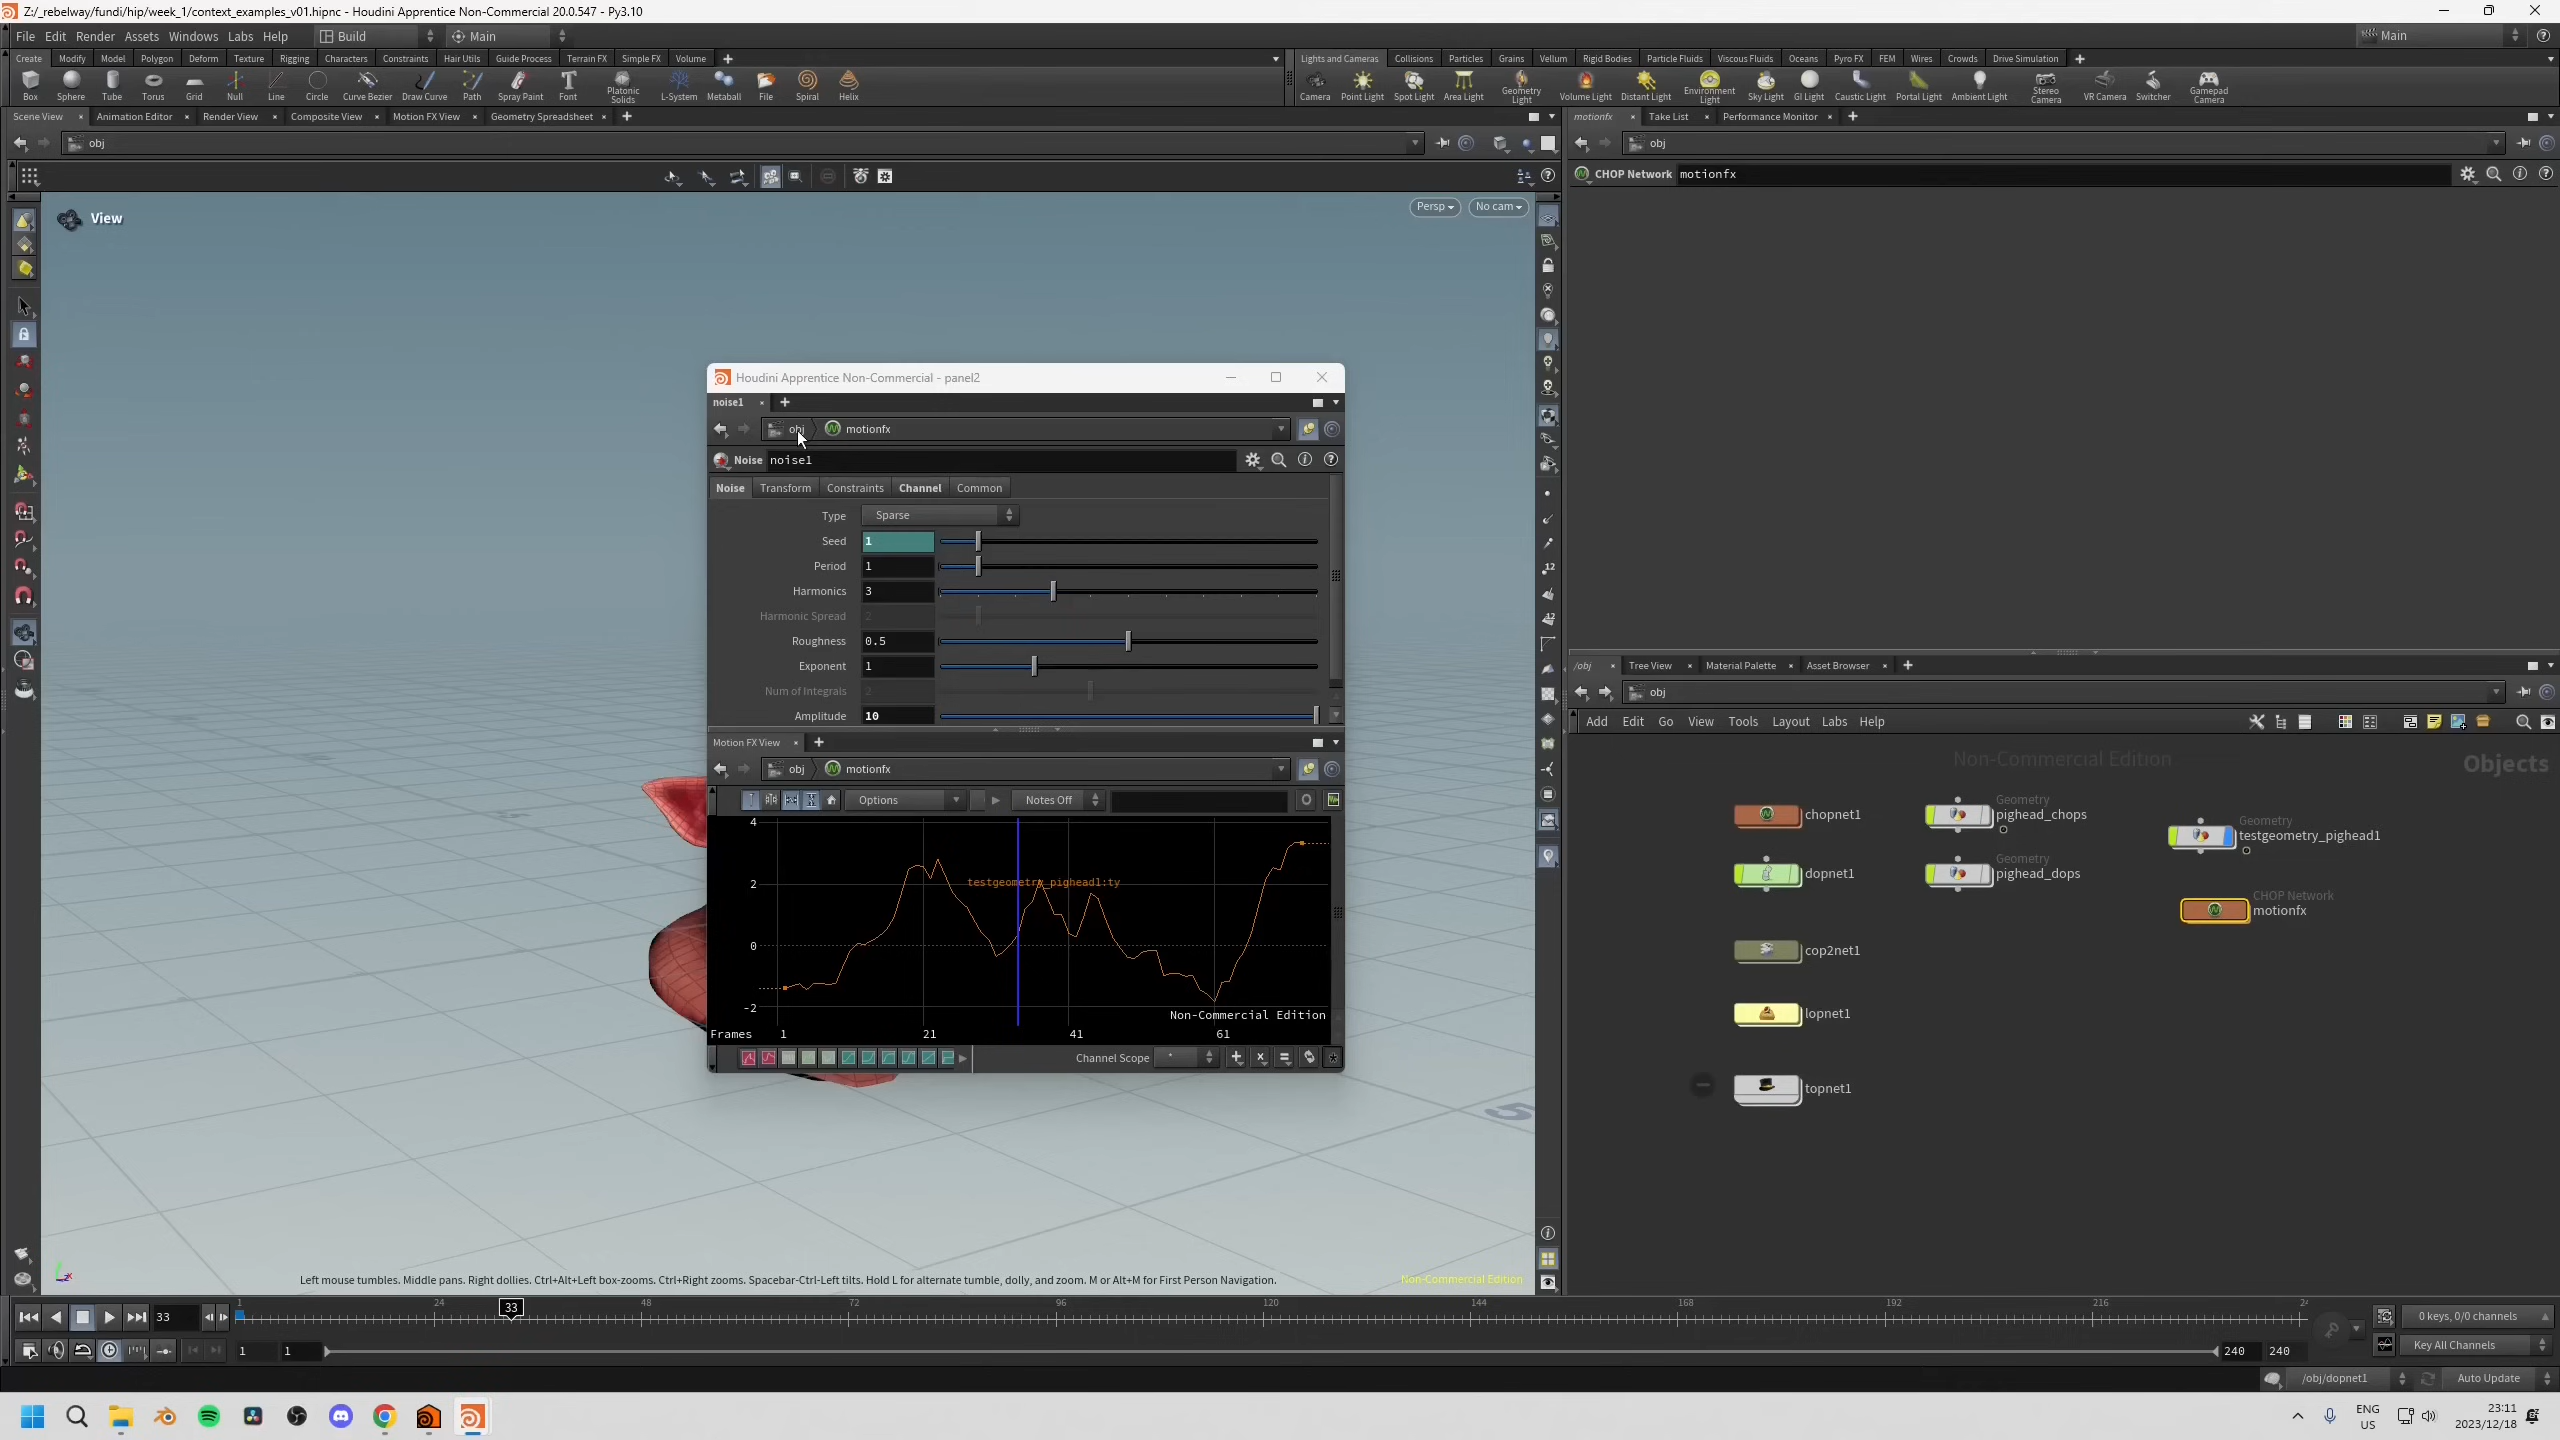 Z:/_rebelway/fundi/hip/week_1/context_examples_v01.hipnc - Houdini Apprentice Non-Commercial 20.0.547 - Py3.10
File Edit Render Assets Windows Labs Help Build Main Main
Create Modify Model Polygon Deform Texture Rigging Characters Constraints Hair Utils Guide Process Terrain FX Simple FX Volume
Lights and Cameras Collisions Particles Grains Vellum Rigid Bodies Particle Fluids Viscous Fluids Oceans Pyro FX FEM Wires Crowds Drive Simulation
Box Sphere Tube Torus Grid Null Line Circle Curve Bezier Draw Curve Path Spray Paint Font Platonic Solids L-System Metaball File Spiral Helix
Camera Point Light Spot Light Area Light Geometry Light Volume Light Distant Light Environment Light Sky Light GI Light Caustic Light Portal Light Ambient Light Stereo Camera VR Camera Switcher Gamepad Camera
Scene View Animation Editor Render View Composite View Motion FX View Geometry Spreadsheet
motionfx Take List Performance Monitor
obj
obj
CHOP Network motionfx
View
Persp No cam
Houdini Apprentice Non-Commercial - panel2
noise1
obj motionfx
Noise noise1
Noise Transform Constraints Channel Common
Type Sparse
Seed 1
Period 1
Harmonics 3
Harmonic Spread 2
Roughness 0.5
Exponent 1
Num of Integrals 2
Amplitude 10
Motion FX View
obj motionfx
Options Notes Off
4
testgeometry_pighead1:ty
2
0
-2
Non-Commercial Edition
Frames 1 21 41 61
Channel Scope *
/obj Tree View Material Palette Asset Browser
obj
Add Edit Go View Tools Layout Labs Help
Non-Commercial Edition
Objects
chopnet1
Geometry
pighead_chops
Geometry
testgeometry_pighead1
dopnet1
Geometry
pighead_dops
CHOP Network
motionfx
cop2net1
lopnet1
topnet1
Left mouse tumbles. Middle pans. Right dollies. Ctrl+Alt+Left box-zooms. Ctrl+Right zooms. Spacebar-Ctrl-Left tilts. Hold L for alternate tumble, dolly, and zoom. M or Alt+M for First Person Navigation.
Non-Commercial Edition
33
1 24 33 48 72 96 120 144 168 192 216
0 keys, 0/0 channels
1 1 240 240
Key All Channels
/obj/dopnet1 Auto Update
ENG
US
23:11
2023/12/18